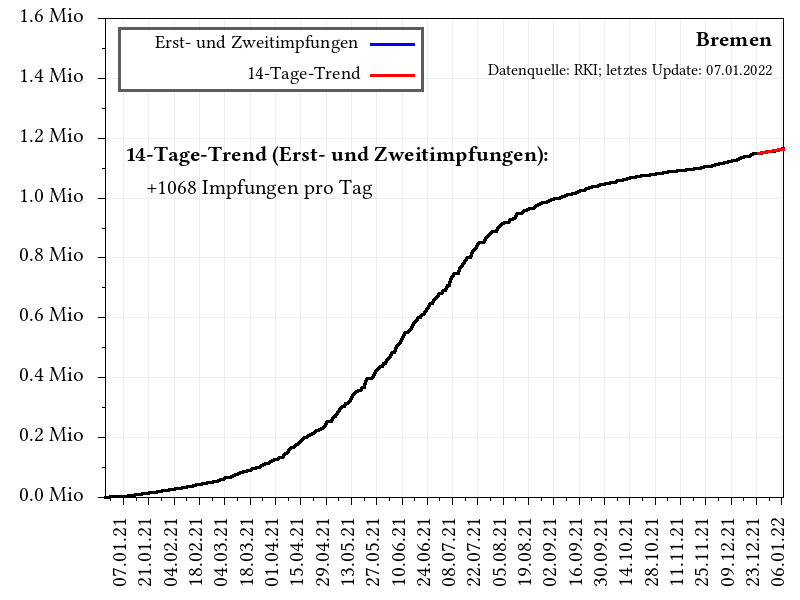 1.6 Mio
1.4 Mio
1.2 Mio
1.0 Mio
0.8 Mio
0.6 Mio
0.4 Mio
0.2 Mio
0.0 Mio
Erst- und Zweitimpfungen
14-Tage-Trend
Bremen
Datenquelle: RKI; letztes Update: 07.01.2022
14-Tage-Trend (Erst- und Zweitimpfungen):
+1068 Impfungen pro Tag
07.01.21
21.01.21
04.02.21
18.02.21
04.03.21
18.03.21
01.04.21
15.04.21
29.04.21
13.05.21
27.05.21
10.06.21
24.06.21
08.07.21
22.07.21
05.08.21
19.08.21
02.09.21
16.09.21
30.09.21
14.10.21
28.10.21
11.11.21
25.11.21
09.12.21
23.12.21
06.01.22